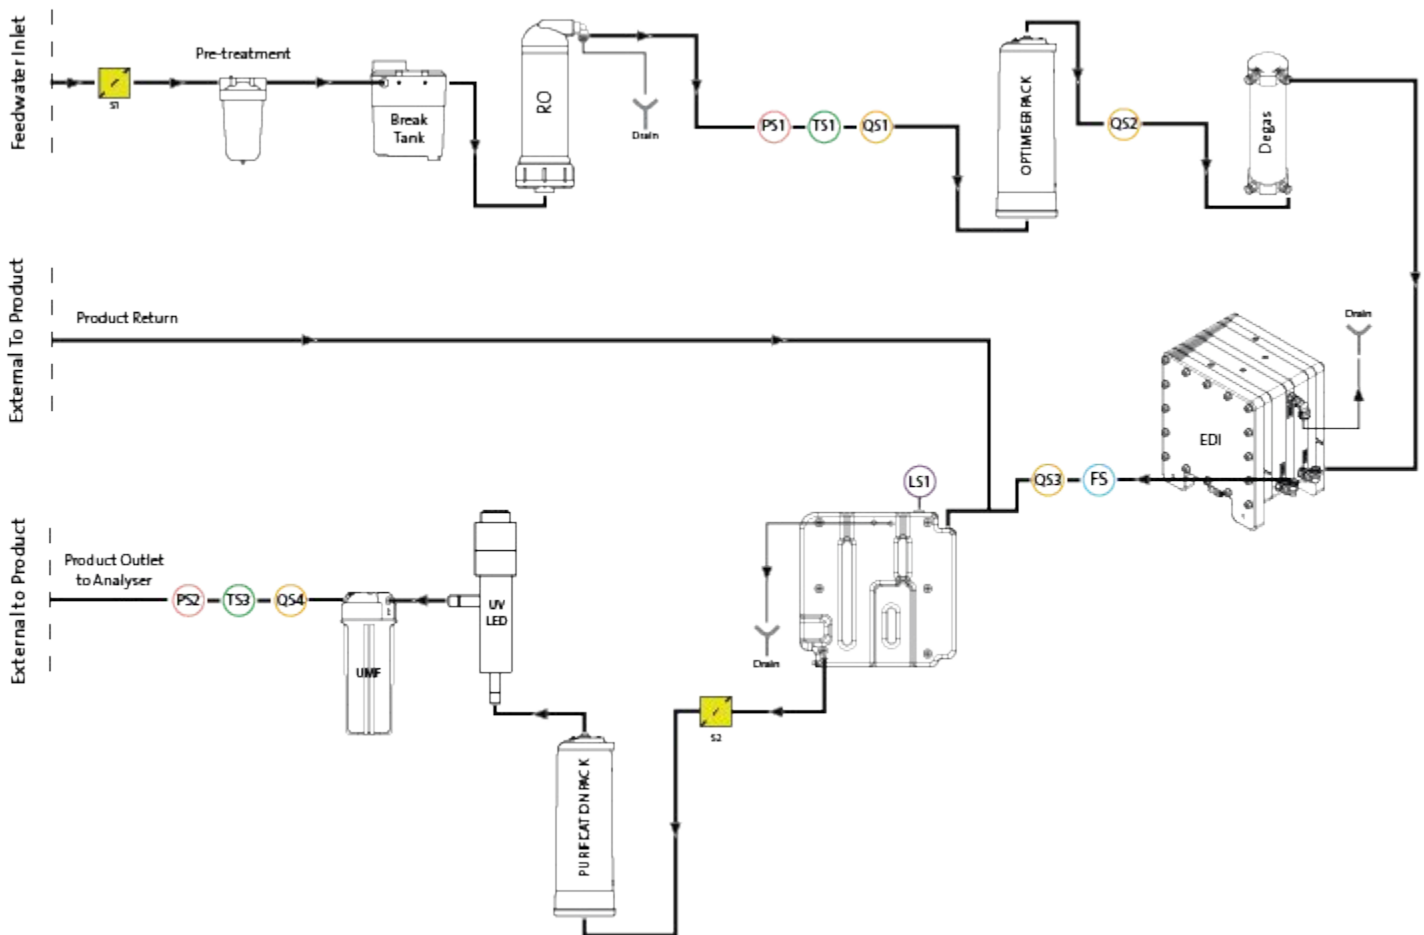 Feedwater Inlet
S1
Pre-treatment
Break
Tank
RO
Drain
PS1
TS1
QS1
OPTIMISER PACK
QS2
Degas
External To Product
Product Return
Drain
EDI
LS1
QS3
FS
External to Product
Product Outlet
to Analyser
PS2
TS3
QS4
UMF
UV
LED
Drain
S2
PURIFICATION PACK